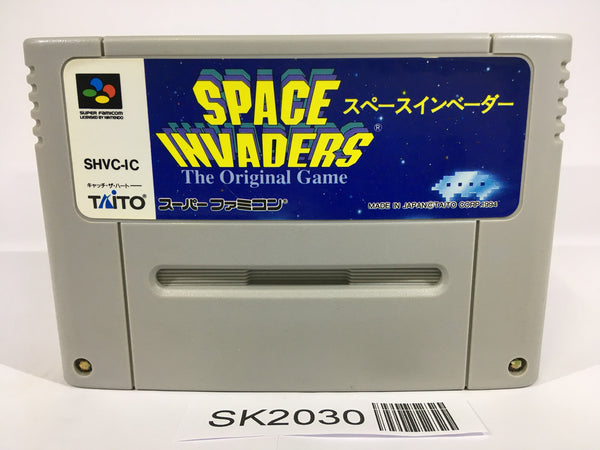 SUPER FAMICOM
LICENSED BY NINTENDO
SHVC-IC
キャッチ・ザ・ハート
TAITO
SPACE
INVADERS®
スペースインベーダー
The Original Game
スーパーファミコン
MADE IN JAPAN©TAITO CORP.1994
SK2030